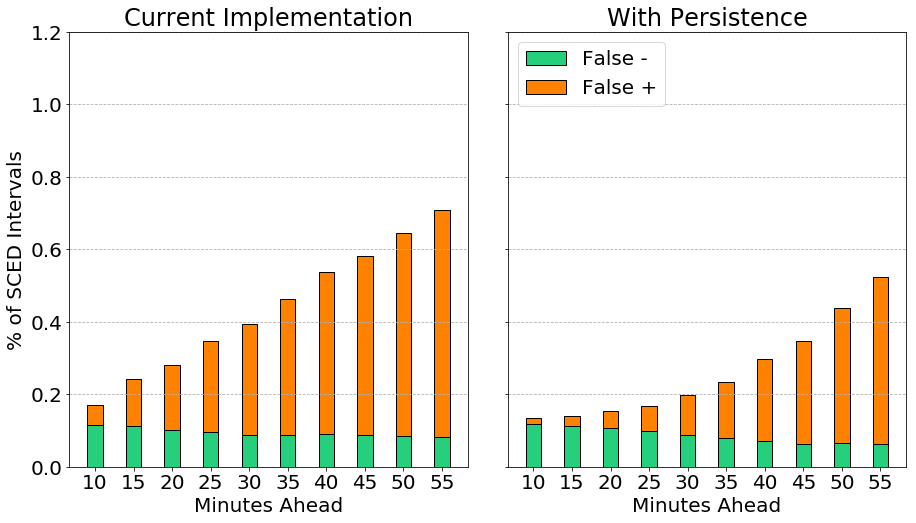 Current Implementation
With Persistence
% of SCED Intervals
1.2
1.0
0.8
0.6
0.4
0.2
0.0
False -
False +
10 15 20 25 30 35 40 45 50 55
10 15 20 25 30 35 40 45 50 55
Minutes Ahead
Minutes Ahead